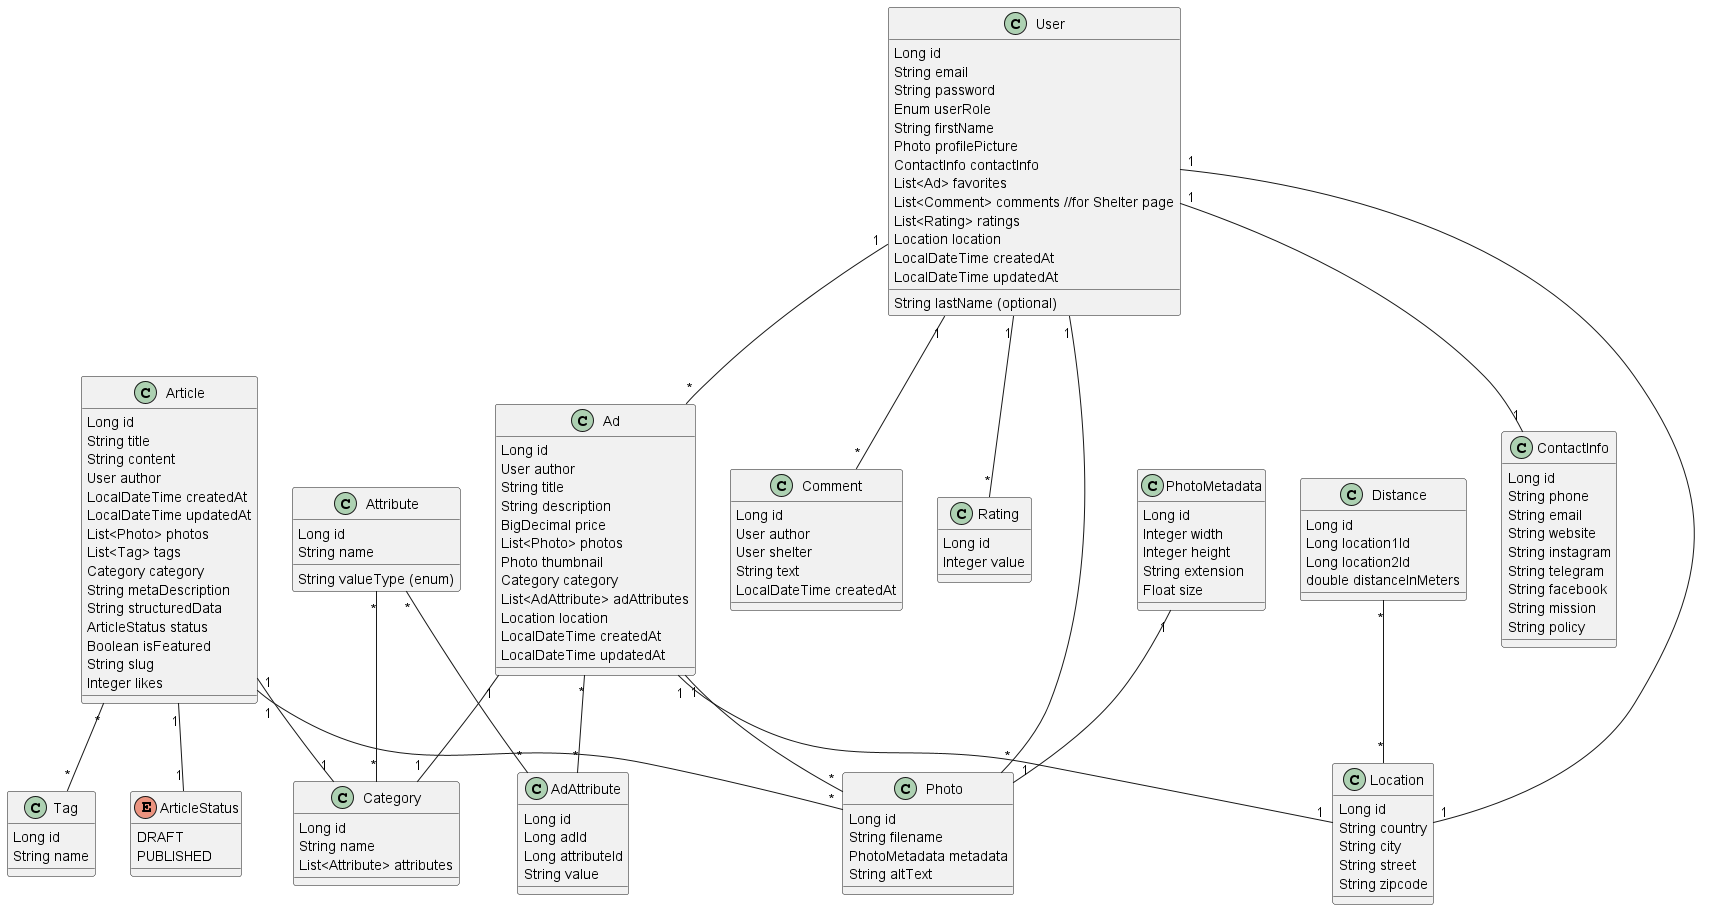 C User
Long id
String email
String password
Enum userRole
String firstName
Photo profilePicture
ContactInfo contactInfo
List<Ad> favorites
List<Comment> comments //for Shelter page
List<Rating> ratings
Location location
LocalDateTime createdAt
LocalDateTime updatedAt
String lastName (optional)
1
1
1
1
1
1
*
*
*
1
C Article
Long id
String title
String content
User author
LocalDateTime createdAt
LocalDateTime updatedAt
List<Photo> photos
List<Tag> tags
Category category
String metaDescription
String structuredData
ArticleStatus status
Boolean isFeatured
String slug
Integer likes
C Attribute
Long id
String name
String valueType (enum)
C Ad
Long id
User author
String title
String description
BigDecimal price
List<Photo> photos
Photo thumbnail
Category category
List<AdAttribute> adAttributes
Location location
LocalDateTime createdAt
LocalDateTime updatedAt
C Comment
Long id
User author
User shelter
String text
LocalDateTime createdAt
C Rating
Long id
Integer value
C PhotoMetadata
Long id
Integer width
Integer height
String extension
Float size
C Distance
Long id
Long location1Id
Long location2Id
double distanceInMeters
C ContactInfo
Long id
String phone
String email
String website
String instagram
String telegram
String facebook
String mission
String policy
*
*
*
1
1
1
1
*
1
*
1
1
*
1
1
1
*
1
*
*
*
*
*
1
*
1
1
C Tag
Long id
String name
E ArticleStatus
DRAFT
PUBLISHED
C Category
Long id
String name
List<Attribute> attributes
C AdAttribute
Long id
Long adId
Long attributeId
String value
C Photo
Long id
String filename
PhotoMetadata metadata
String altText
C Location
Long id
String country
String city
String street
String zipcode